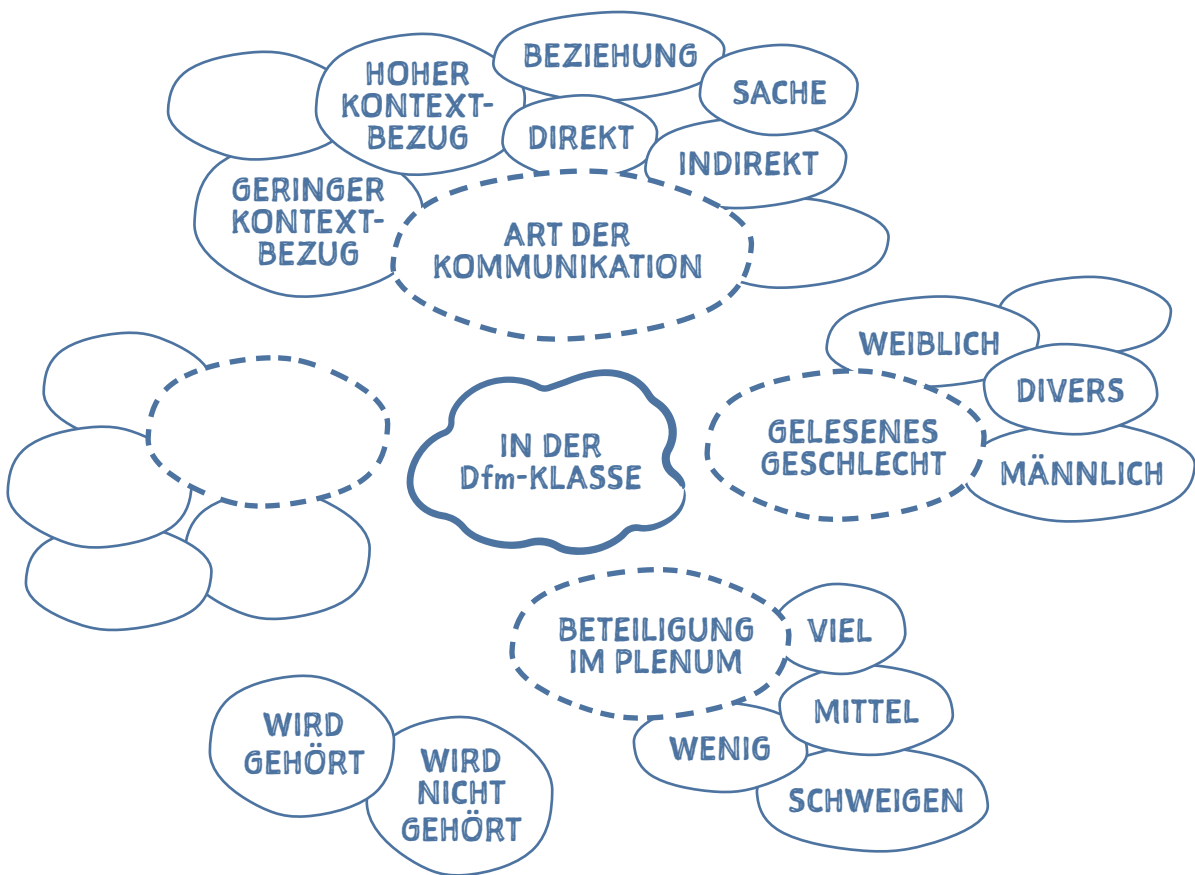 BEZIEHUNG
HOHER
KONTEXT-
BEZUG
SACHE
DIREKT
INDIREKT
GERINGER
KONTEXT-
BEZUG
ART DER
KOMMUNIKATION
WEIBLICH
DIVERS
GELESENES
GESCHLECHT
MÄNNLICH
IN DER
Dfm-KLASSE
BETEILIGUNG
IM PLENUM
VIEL
MITTEL
WENIG
SCHWEIGEN
WIRD
GEHÖRT
WIRD
NICHT
GEHÖRT